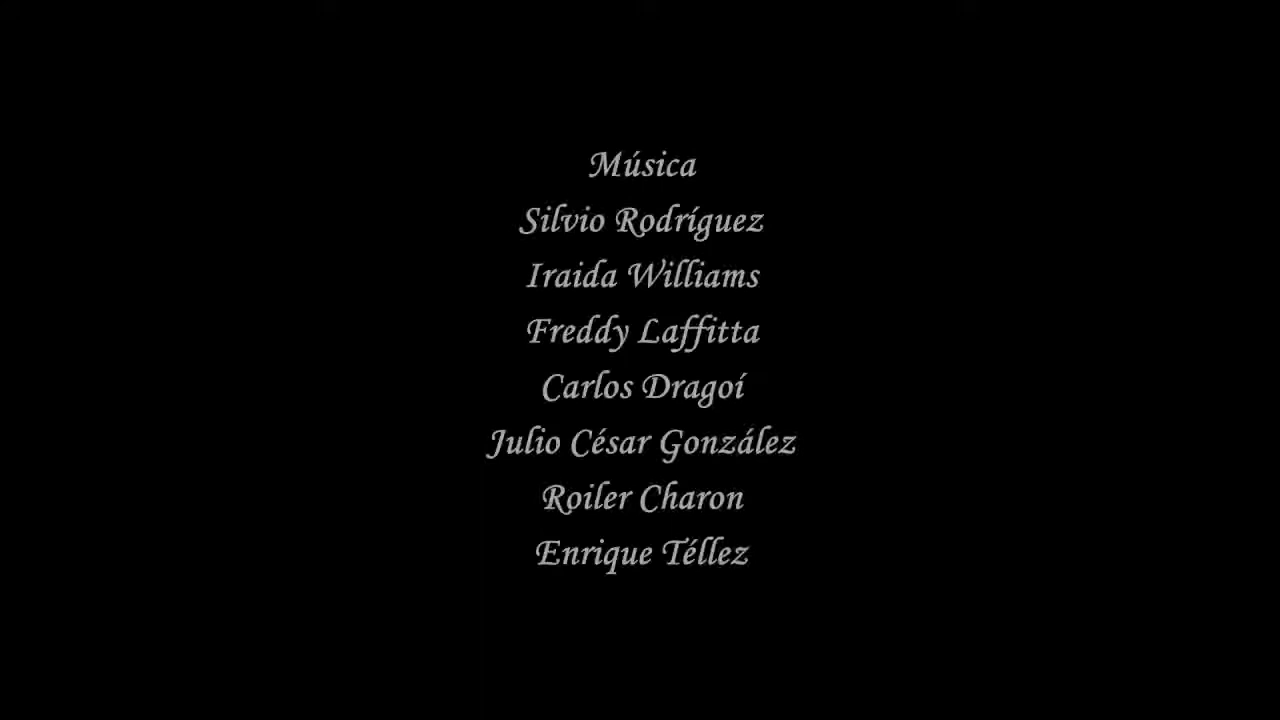 Música
Silvio Rodríguez
Iraida Williams
Freddy Laffitta
Carlos Dragoí
Julio César González
Roiler Charon
Enrique Téllez